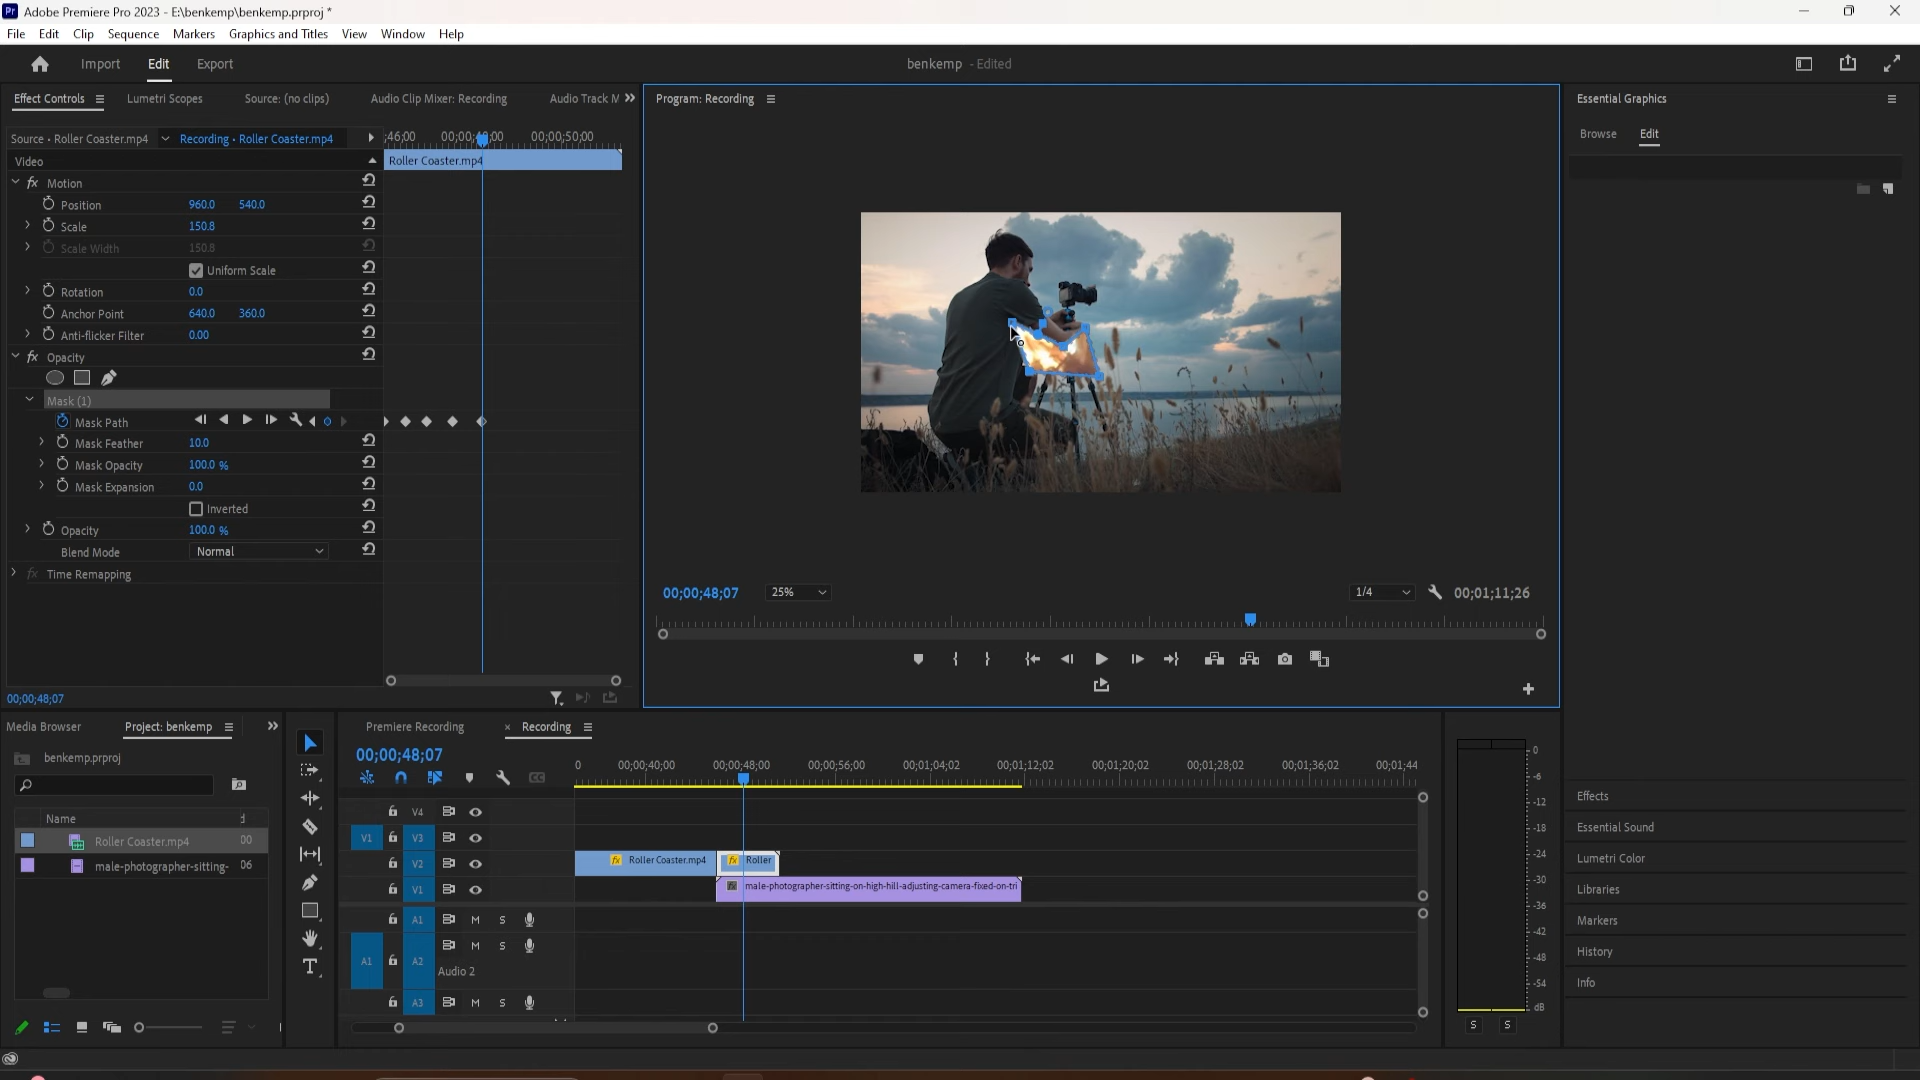 Pr Adobe Premiere Pro 2023 - E:\benkemp\benkemp.prproj *
File Edit Clip Sequence Markers Graphics and Titles View Window Help
Import Edit Export
benkemp - Edited
Effect Controls Lumetri Scopes Source: (no clips) Audio Clip Mixer: Recording Audio Track M
Source • Roller Coaster.mp4 Recording • Roller Coaster.mp4
;46:00 00;00;48;00 00;00;50;00
Video
Roller Coaster.mp4
fx Motion
Position 960.0 540.0
Scale 150.8
Scale Width 150.8
Uniform Scale
Rotation 0.0
Anchor Point 640.0 360.0
Anti-flicker Filter 0.00
fx Opacity
Mask (1)
Mask Path
Mask Feather 10.0
Mask Opacity 100.0 %
Mask Expansion 0.0
Inverted
Opacity 100.0 %
Blend Mode Normal
fx Time Remapping
00;00;48;07
Program: Recording
00;00;48;07 25% 1/4 00;01;11;26
Essential Graphics
Browse Edit
Effects
Essential Sound
Lumetri Color
Libraries
Markers
History
Info
Media Browser Project: benkemp
benkemp.prproj
Name d
Roller Coaster.mp4 00
male-photographer-sitting- 06
Premiere Recording × Recording
00;00;48;07
0 00;00;40;00 00;00;48;00 00;00;56;00 00;01;04;02 00;01;12;02 00;01;20;02 00;01;28;02 00;01;36;02 00;01;44
V4
V1 V3
V2 fx Roller Coaster.mp4 fx Roller
V1 fx male-photographer-sitting-on-high-hill-adjusting-camera-fixed-on-tri
A1 M S
A1 A2 M S
Audio 2
A3 M S
0
-6
-12
-18
-24
-30
-36
-42
-48
-54
dB
S S